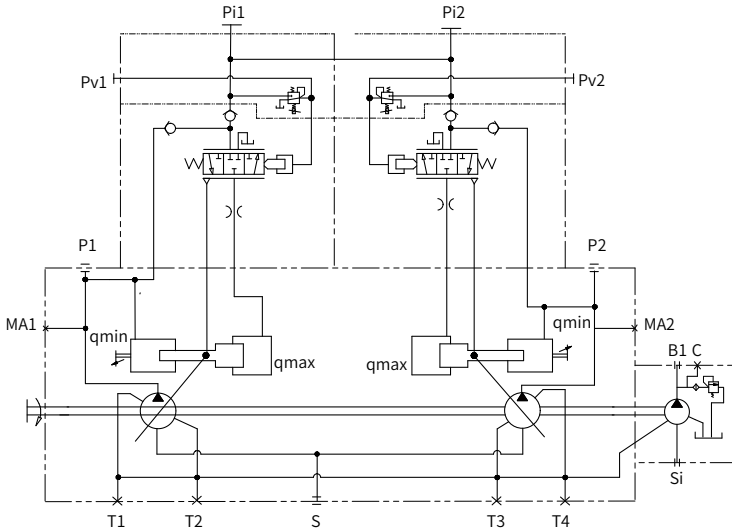 Pi1 Pi2
Pv1 Pv2
P1 P2
MA1 qmin qmin MA2
qmax qmax B1 C
Si
T1 T2 S T3 T4